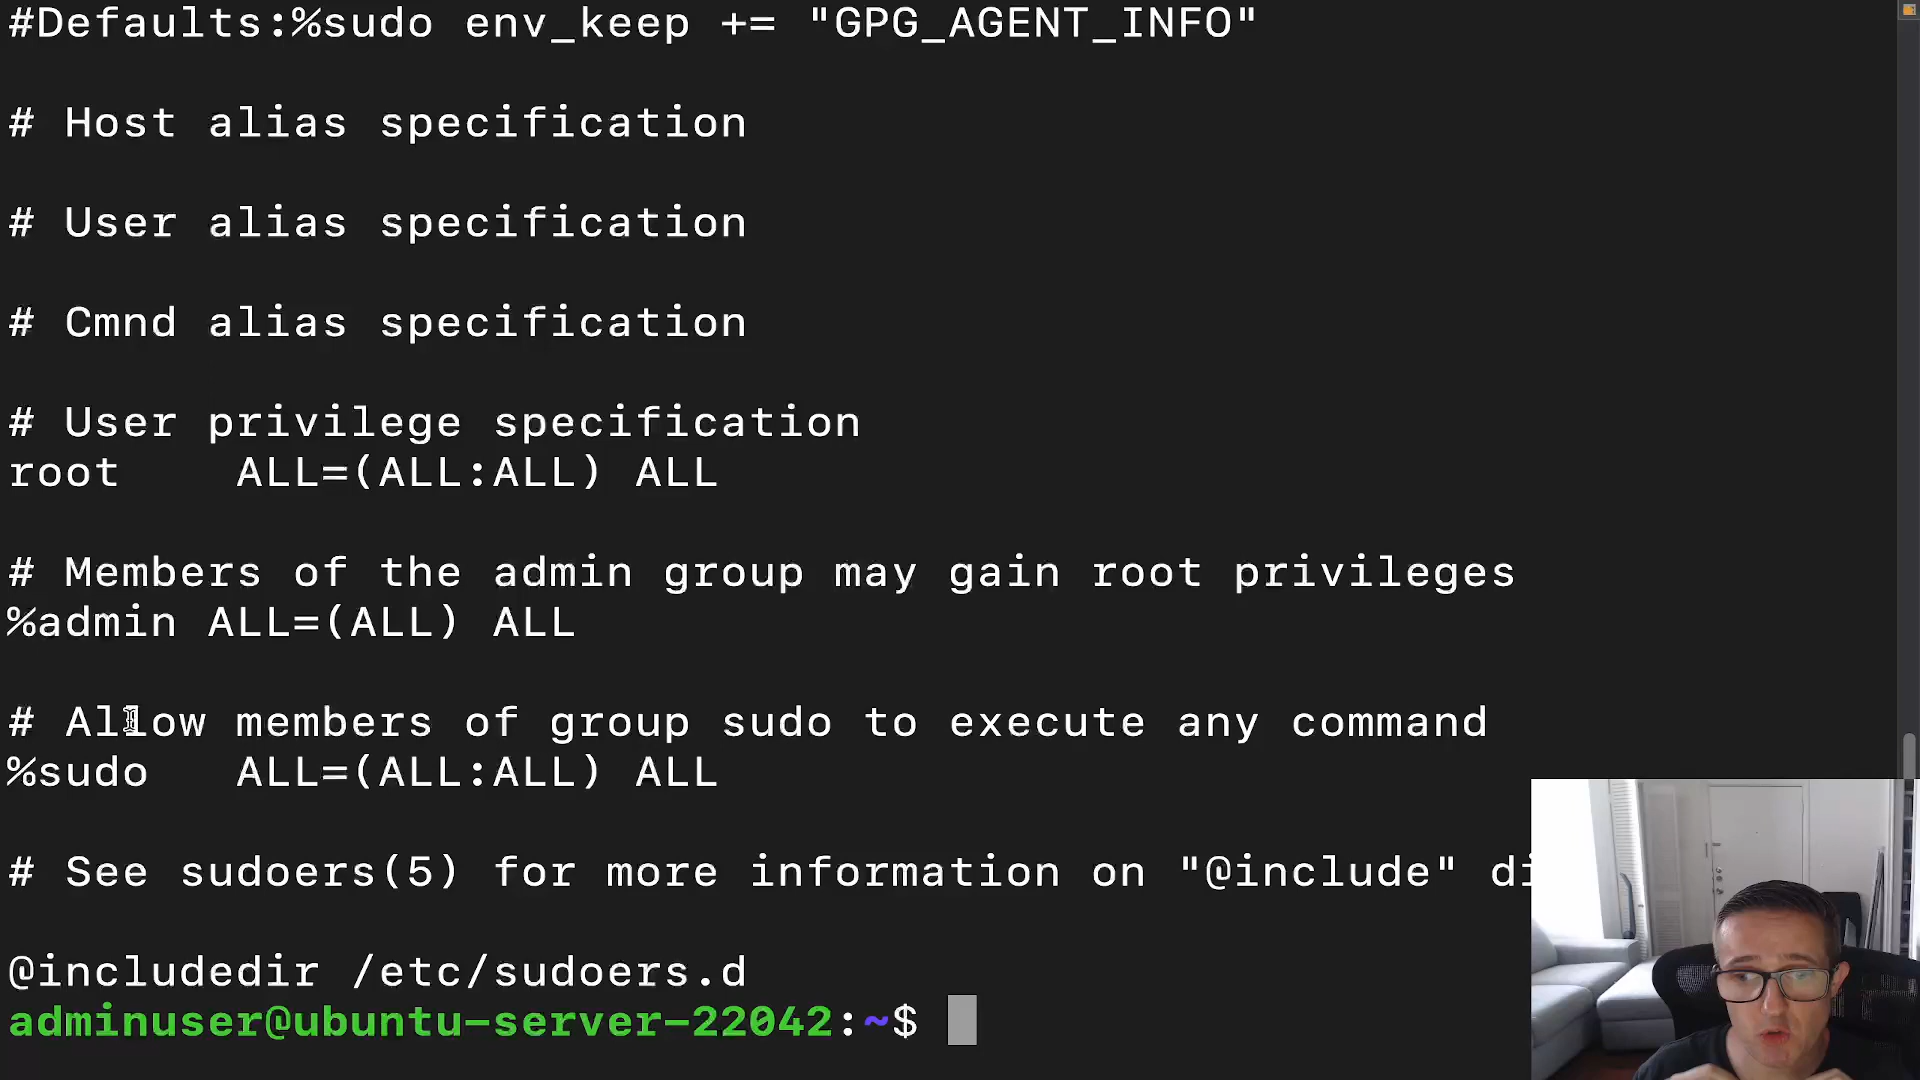 #Defaults:%sudo env_keep += "GPG_AGENT_INFO"
# Host alias specification
# User alias specification
# Cmnd alias specification
# User privilege specification
root    ALL=(ALL:ALL) ALL
# Members of the admin group may gain root privileges
%admin ALL=(ALL) ALL
# Allow members of group sudo to execute any command
%sudo   ALL=(ALL:ALL) ALL
# See sudoers(5) for more information on "@include"
@includedir /etc/sudoers.d
adminuser@ubuntu-server-22042:~$